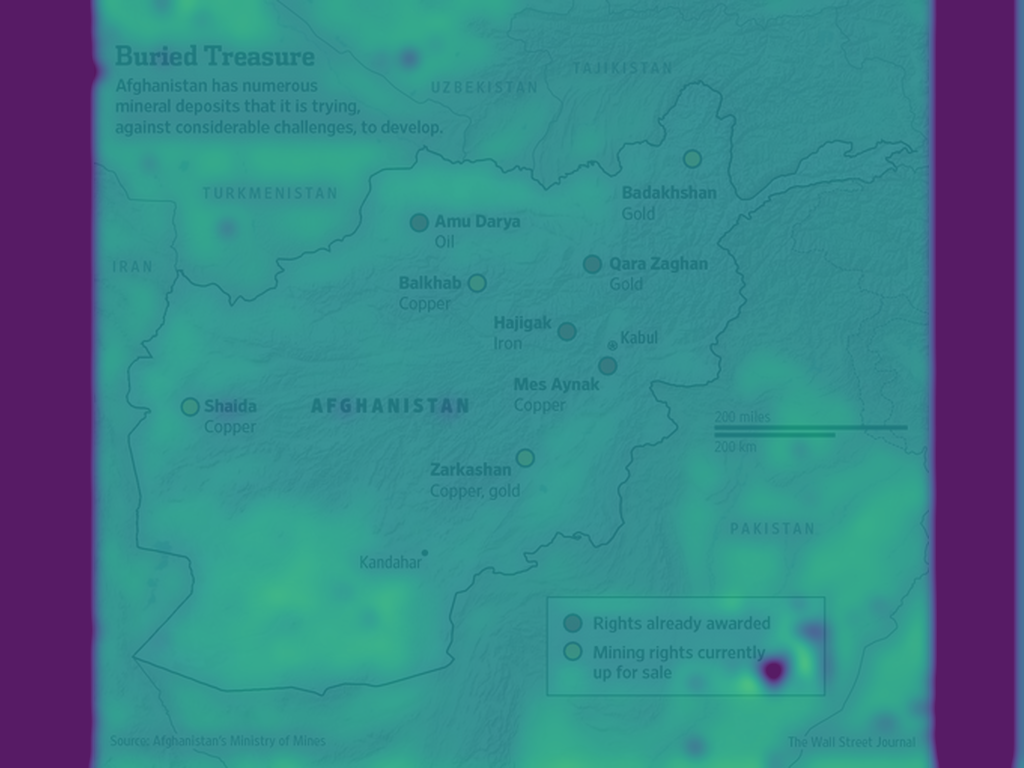 Buried Treasure
Afghanistan has numerous
mineral deposits that it is trying,
against considerable challenges, to develop.
UZBEKISTAN
TAJIKISTAN
TURKMENISTAN
IRAN
Badakhshan
Gold
Amu Darya
Oil
Qara Zaghan
Gold
Balkhab
Copper
Hajigak
Iron
Kabul
Mes Aynak
Copper
Shaida
Copper
AFGHANISTAN
200 miles
200 km
Zarkashan
Copper, gold
PAKISTAN
Kandahar
Rights already awarded
Mining rights currently
up for sale
Source: Afghanistan's Ministry of Mines
The Wall Street Journal